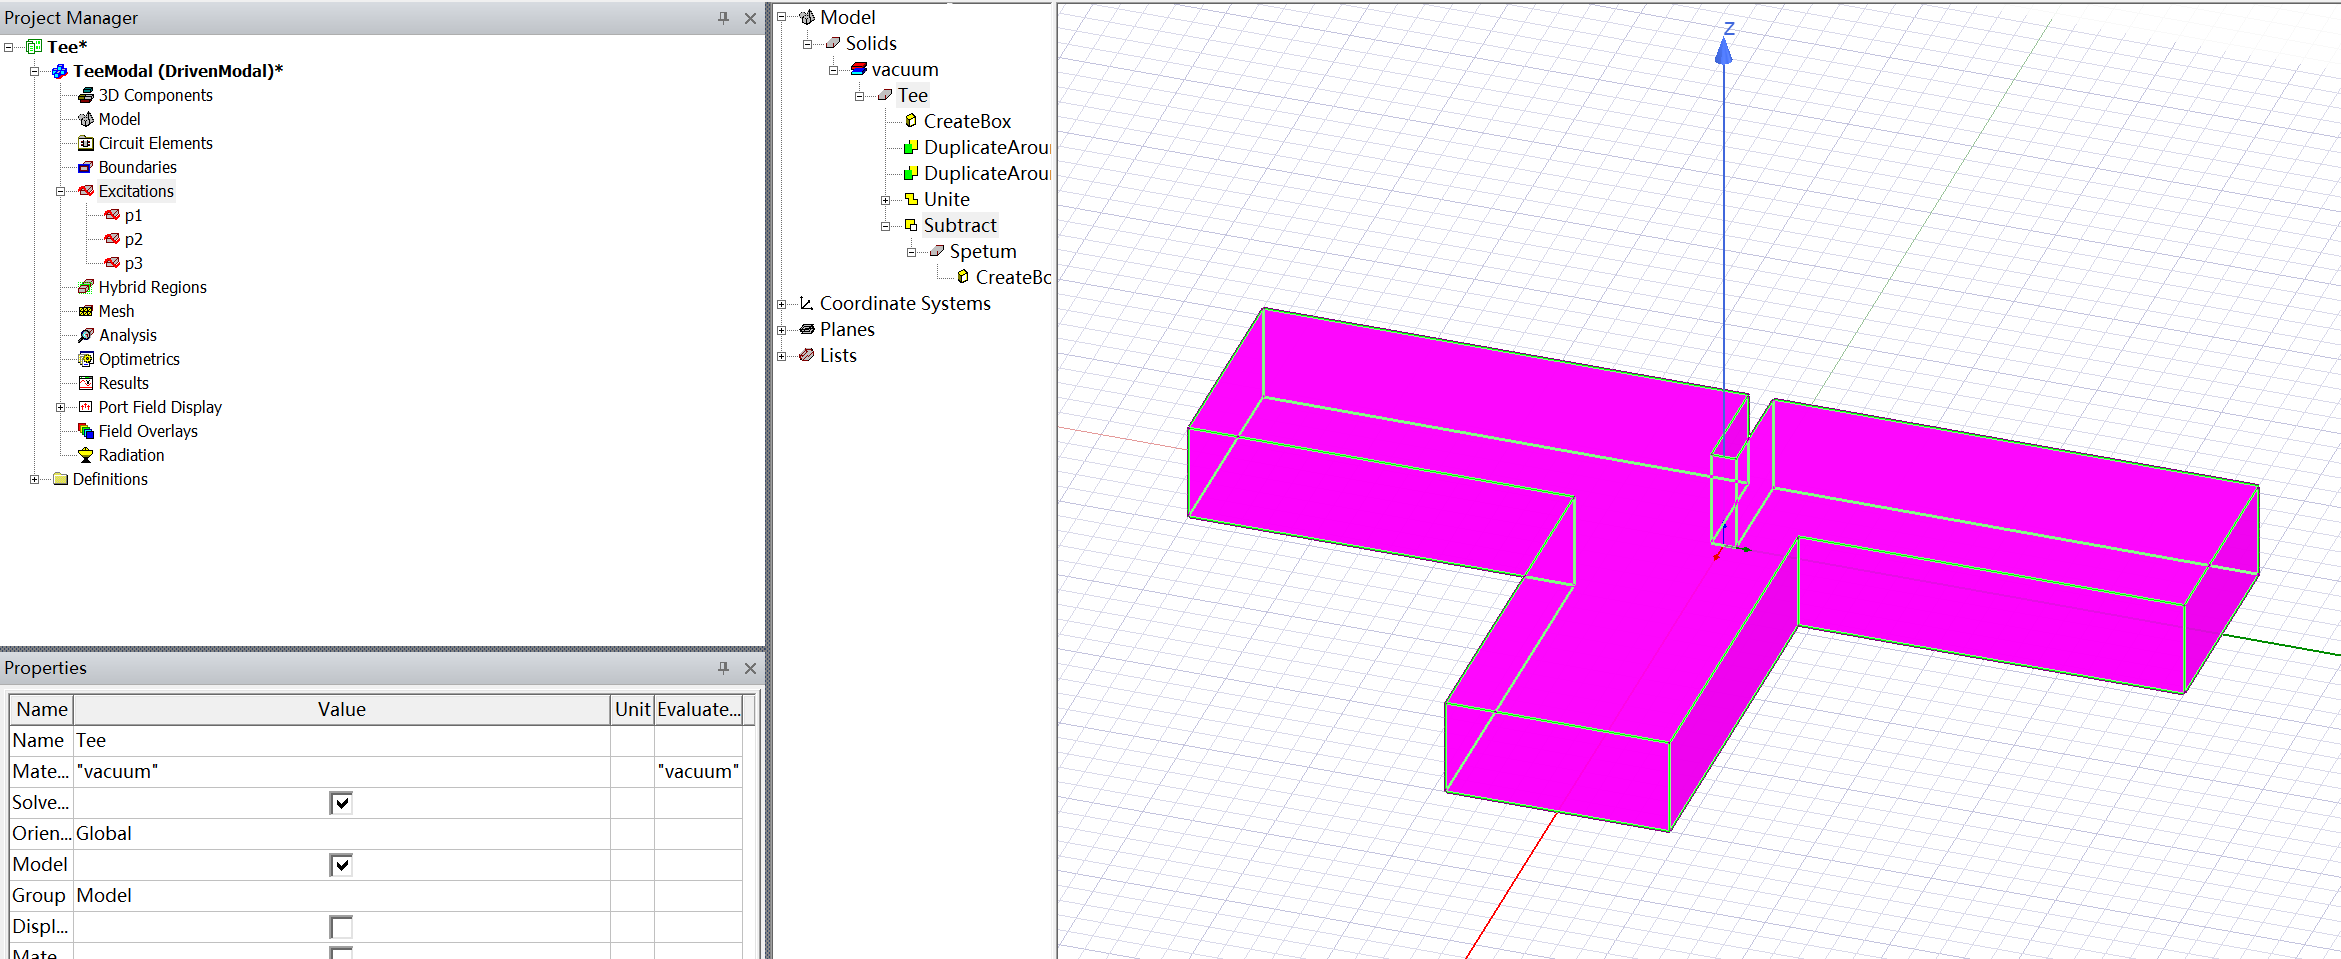 Project Manager
Tee*
TeeModal (DrivenModal)*
3D Components
Model
Circuit Elements
Boundaries
Excitations
p1
p2
p3
Hybrid Regions
Mesh
Analysis
Optimetrics
Results
Port Field Display
Field Overlays
Radiation
Definitions
Properties
Name Value Unit Evaluate...
Name Tee
Mate... "vacuum" "vacuum"
Solve...
Orien... Global
Model
Group Model
Displ...
Mate...
Model
Solids
vacuum
Tee
CreateBox
DuplicateArou
DuplicateArou
Unite
Subtract
Spetum
CreateBo
Coordinate Systems
Planes
Lists
Z